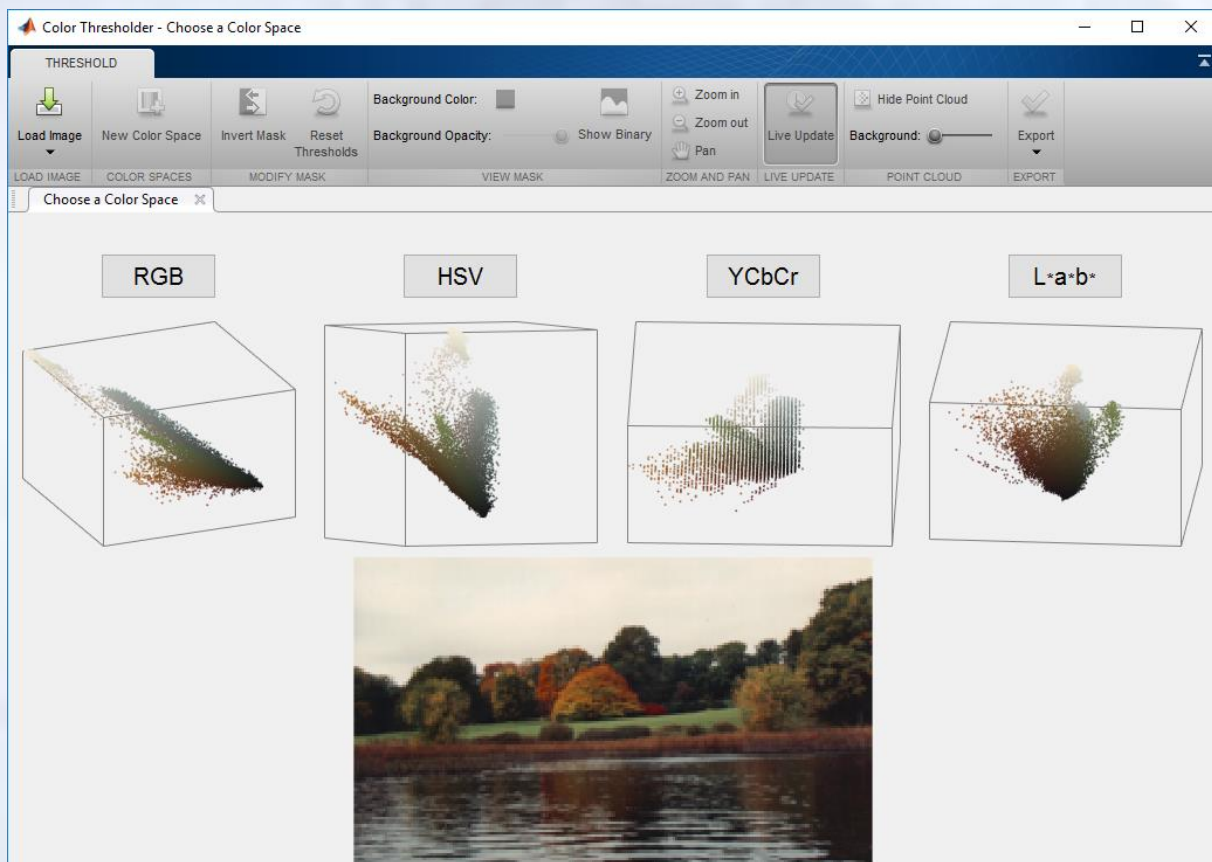 Color Thresholder - Choose a Color Space
THRESHOLD
Load Image
New Color Space
Invert Mask
Reset
Thresholds
Background Color:
Background Opacity:
Show Binary
Zoom in
Zoom out
Pan
Live Update
Hide Point Cloud
Background:
Export
LOAD IMAGE
COLOR SPACES
MODIFY MASK
VIEW MASK
ZOOM AND PAN
LIVE UPDATE
POINT CLOUD
EXPORT
Choose a Color Space
RGB
HSV
YCbCr
L*a*b*